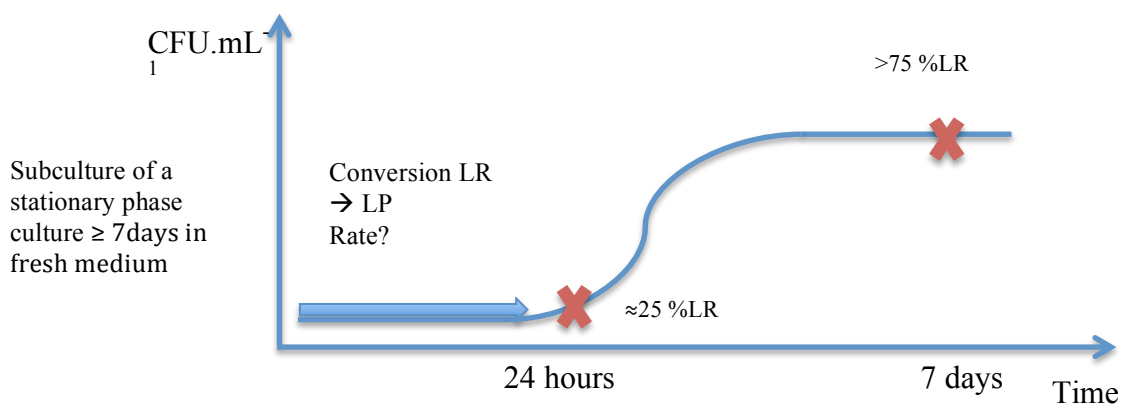 CFU.mL-
1
>75 %LR
Subculture of a
stationary phase
culture ≥ 7days in
fresh medium
Conversion LR
→ LP
Rate?
≈25 %LR
24 hours
7 days
Time